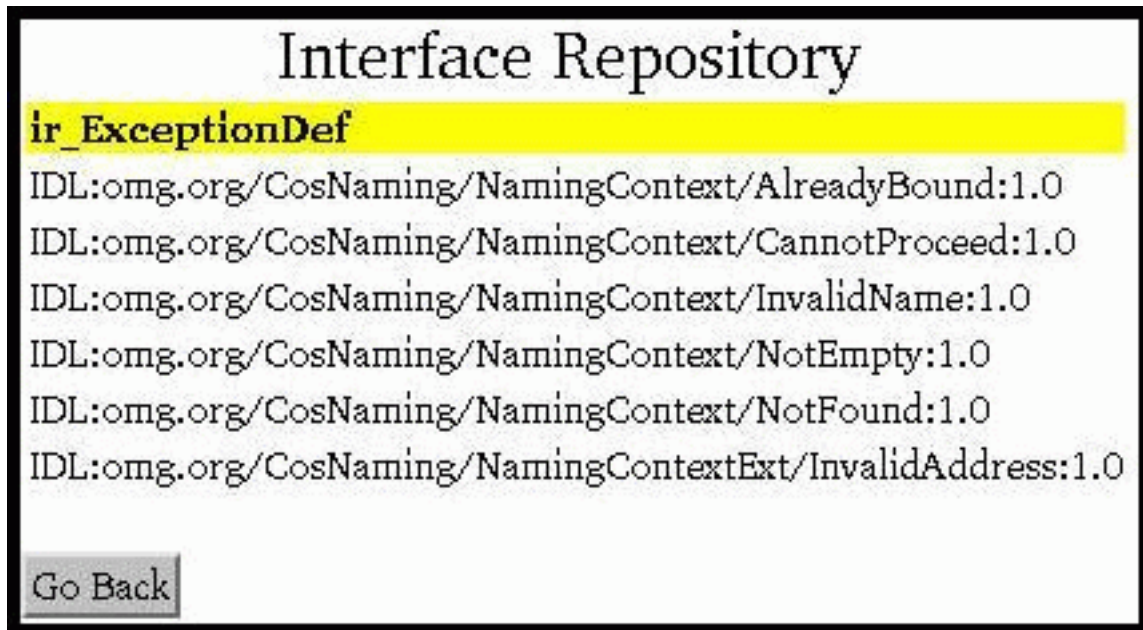 Interface Repository
ir_ExceptionDef
IDL:omg.org/CosNaming/NamingContext/AlreadyBound:1.0
IDL:omg.org/CosNaming/NamingContext/CannotProceed:1.0
IDL:omg.org/CosNaming/NamingContext/InvalidName:1.0
IDL:omg.org/CosNaming/NamingContext/NotEmpty:1.0
IDL:omg.org/CosNaming/NamingContext/NotFound:1.0
IDL:omg.org/CosNaming/NamingContextExt/InvalidAddress:1.0
Go Back